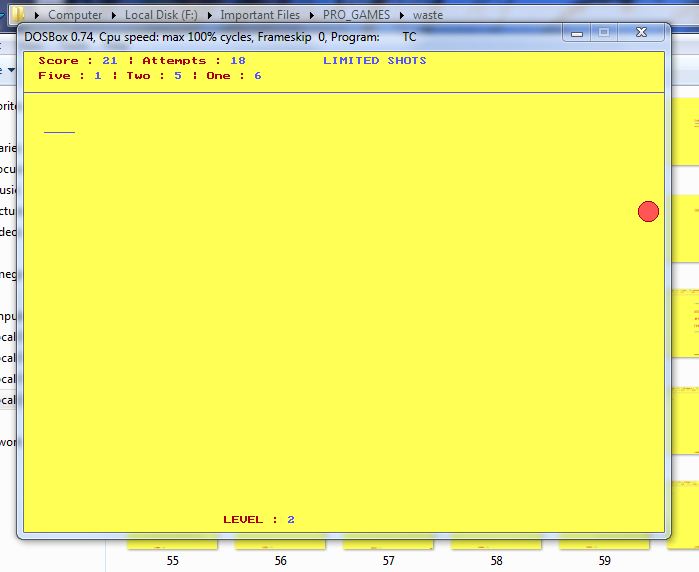 Computer Local Disk (F:) Important Files PRO_GAMES waste
DOSBox 0.74, Cpu speed: max 100% cycles, Frameskip 0, Program: TC
Score : 21 | Attempts : 18 LIMITED SHOTS
Five : 1 | Two : 5 | One : 6
LEVEL : 2
55 56 57 58 59